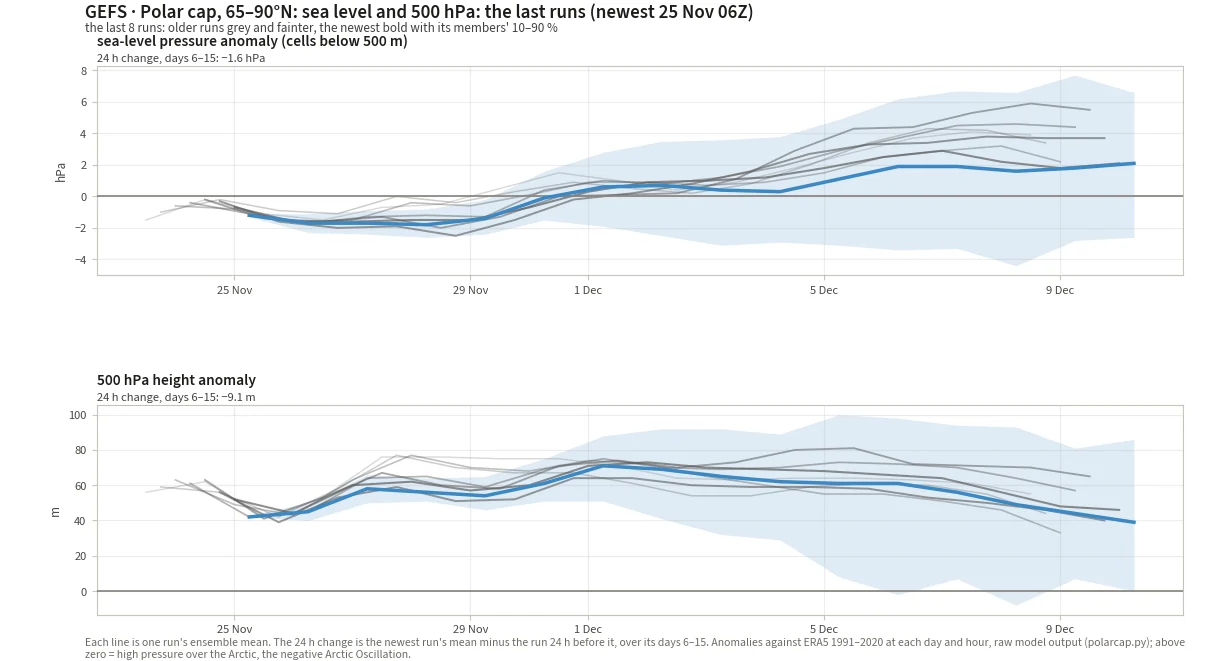 GEFS · Polar cap, 65–90°N: sea level and 500 hPa: the last runs (newest 25 Nov 06Z)
the last 8 runs: older runs grey and fainter, the newest bold with its members' 10–90 %
sea-level pressure anomaly (cells below 500 m)
24 h change, days 6–15: −1.6 hPa
8
6
4
2
0
−2
−4
hPa
25 Nov
29 Nov
1 Dec
5 Dec
9 Dec
500 hPa height anomaly
24 h change, days 6–15: −9.1 m
100
80
60
40
20
0
m
25 Nov
29 Nov
1 Dec
5 Dec
9 Dec
Each line is one run's ensemble mean. The 24 h change is the newest run's mean minus the run 24 h before it, over its days 6–15. Anomalies against ERA5 1991–2020 at each day and hour, raw model output (polarcap.py); above
zero = high pressure over the Arctic, the negative Arctic Oscillation.